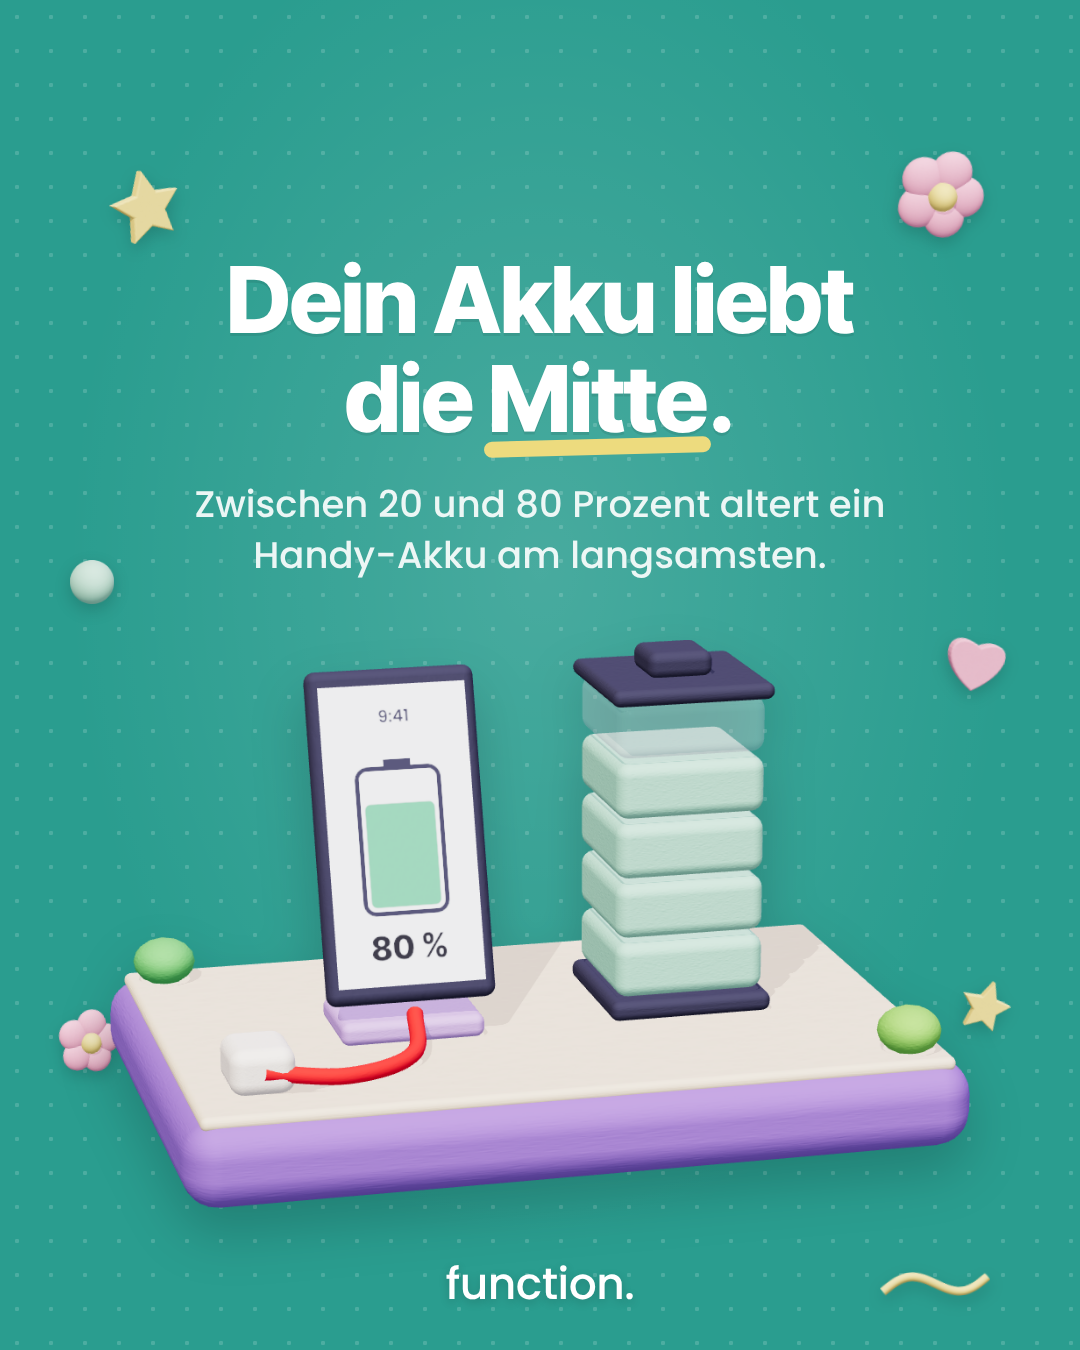 Dein Akku liebt
die Mitte.
Zwischen 20 und 80 Prozent altert ein
Handy-Akku am langsamsten.
9:41
80 %
function.